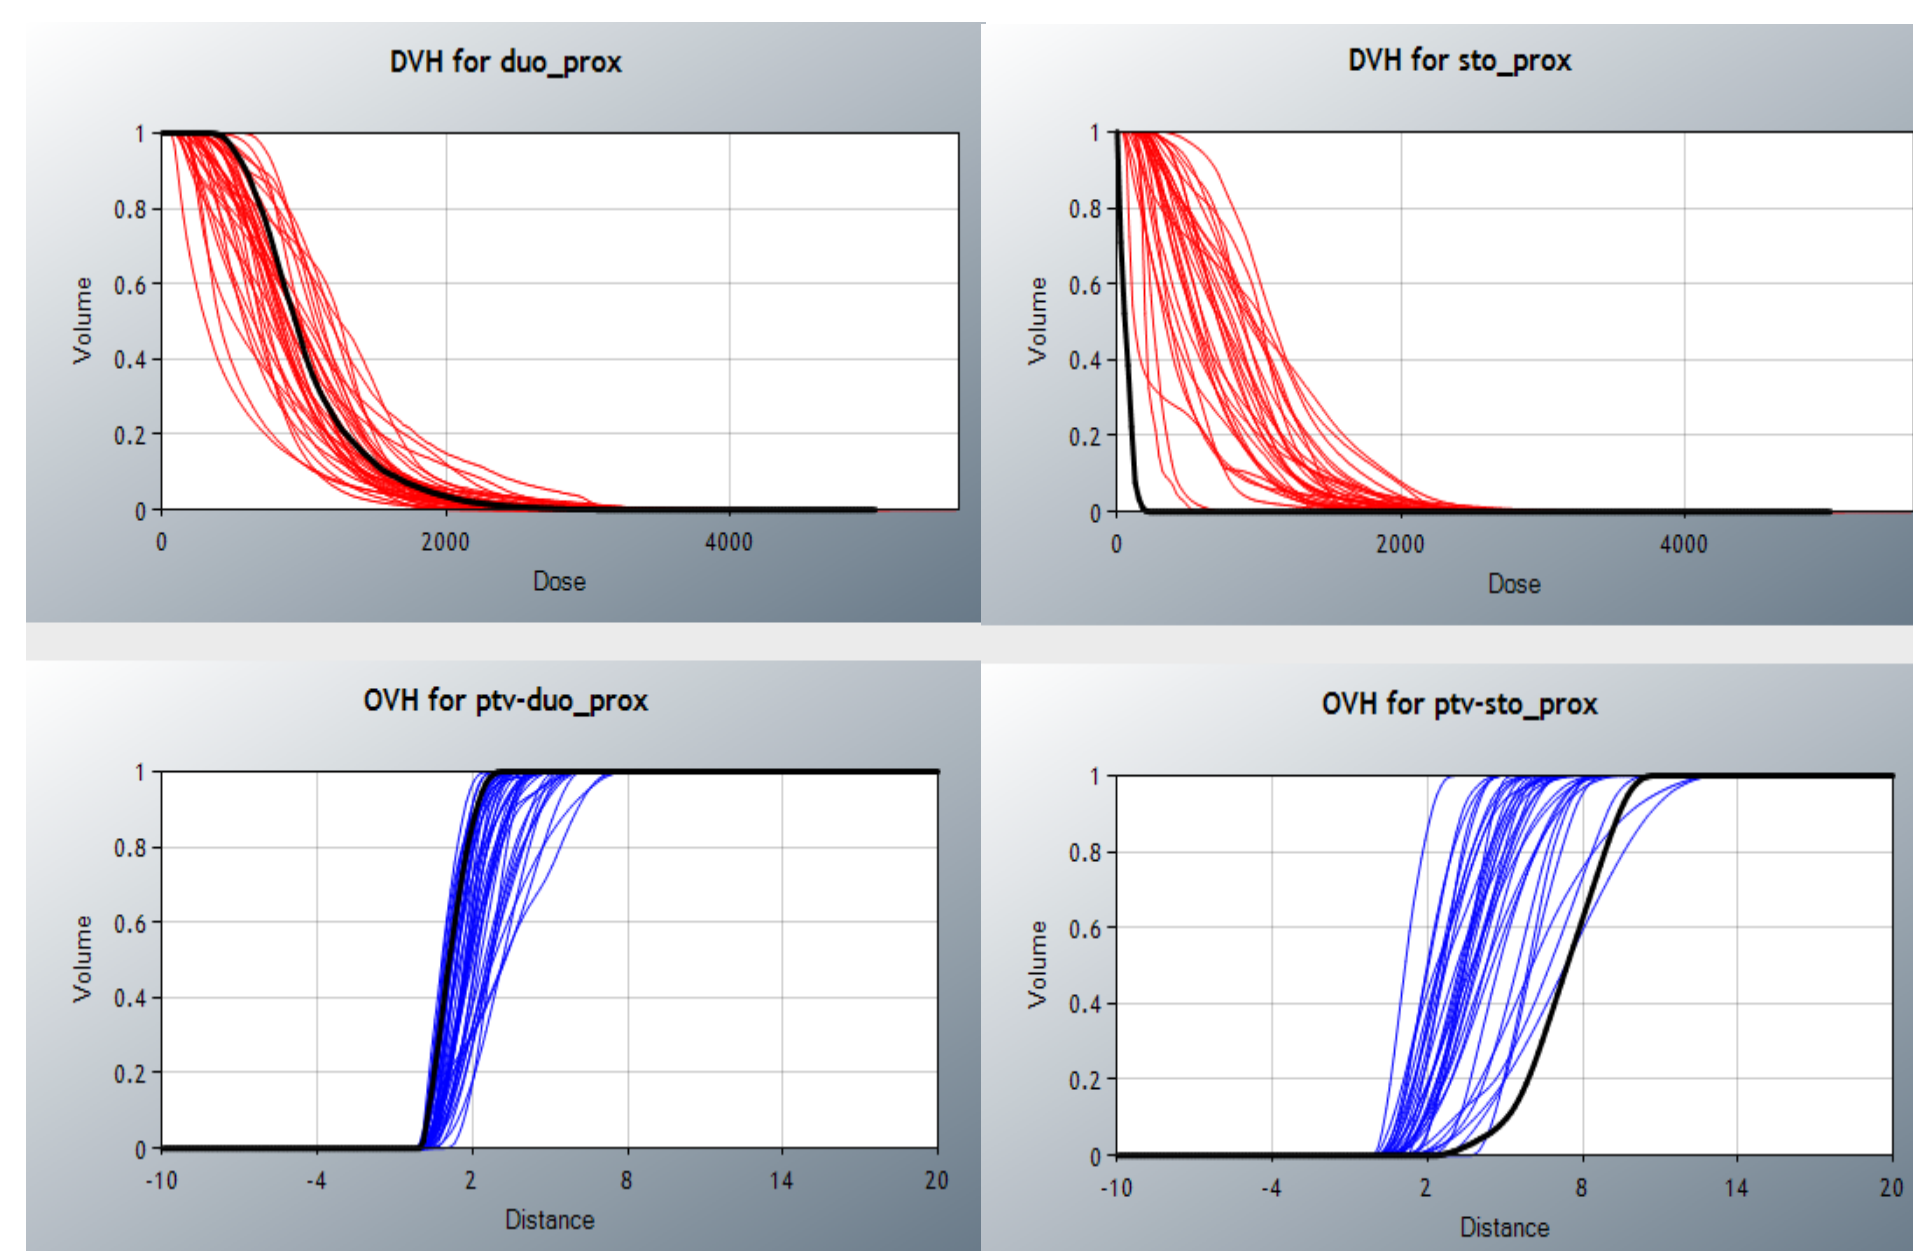 DVH for duo_prox
1
0.8
0.6
0.4
0.2
0
Volume
0 2000 4000
Dose
DVH for sto_prox
1
0.8
0.6
0.4
0.2
0
Volume
0 2000 4000
Dose
OVH for ptv-duo_prox
1
0.8
0.6
0.4
0.2
0
Volume
-10 -4 2 8 14 20
Distance
OVH for ptv-sto_prox
1
0.8
0.6
0.4
0.2
0
Volume
-10 -4 2 8 14 20
Distance